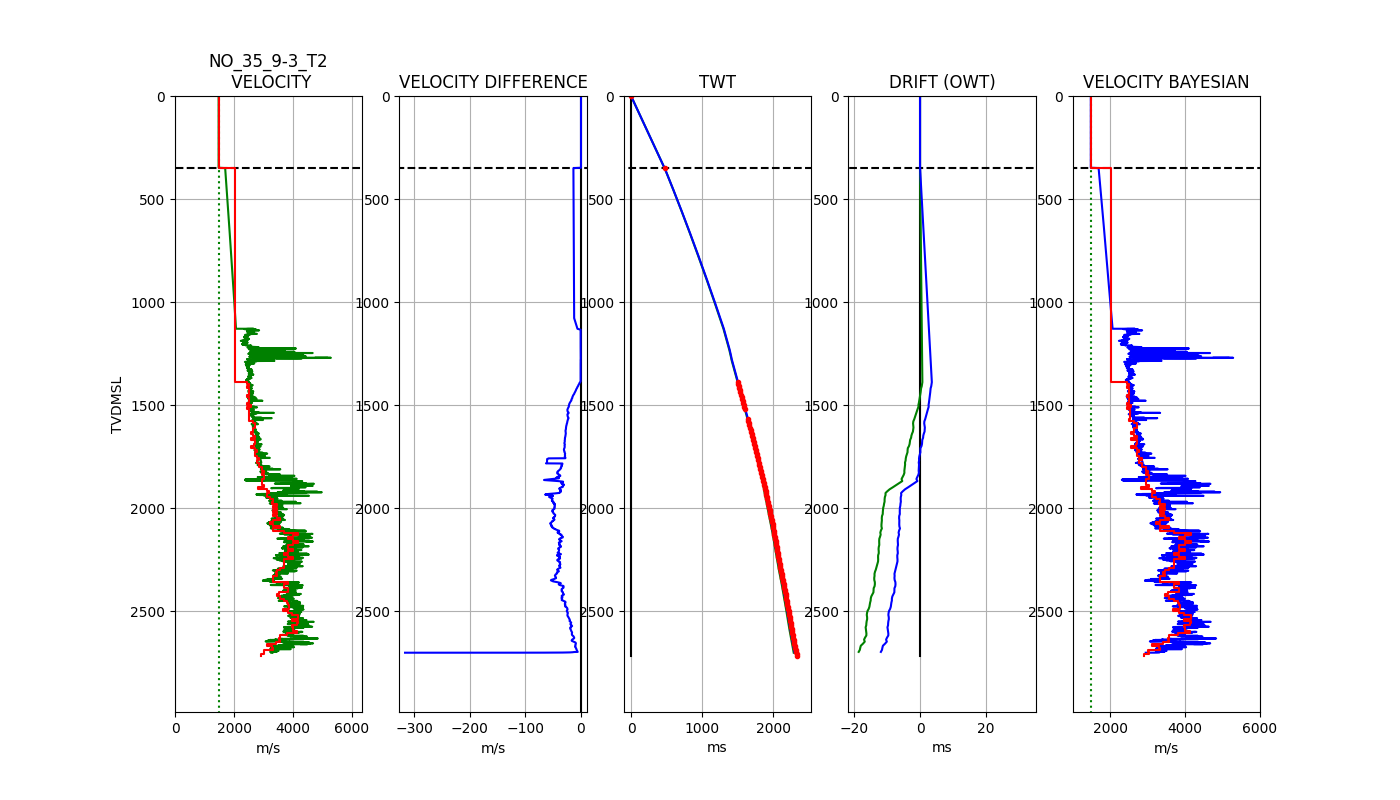 NO_35_9-3_T2
VELOCITY
VELOCITY DIFFERENCE
TWT
DRIFT (OWT)
VELOCITY BAYESIAN
0
0
0
0
0
500
500
500
500
500
1000
1000
1000
1000
1000
TVDMSL
1500
1500
1500
1500
1500
2000
2000
2000
2000
2000
2500
2500
2500
2500
2500
0 2000 4000 6000
−300 −200 −100 0
0 1000 2000
−20 0 20
2000 4000 6000
m/s
m/s
ms
ms
m/s